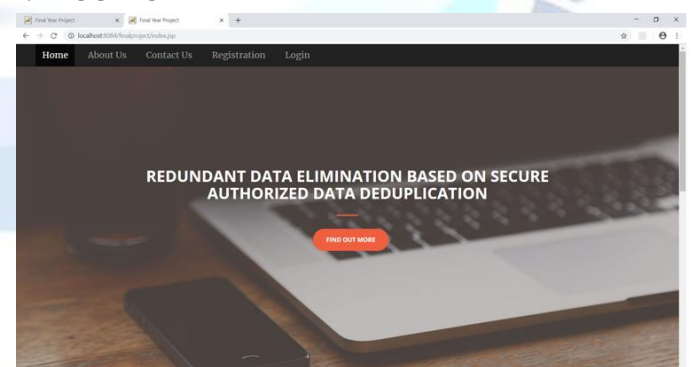 Final Year Project
Final Year Project
localhost:8084/finalproject/index.jsp
Home About Us Contact Us Registration Login
REDUNDANT DATA ELIMINATION BASED ON SECURE
AUTHORIZED DATA DEDUPLICATION
FIND OUT MORE